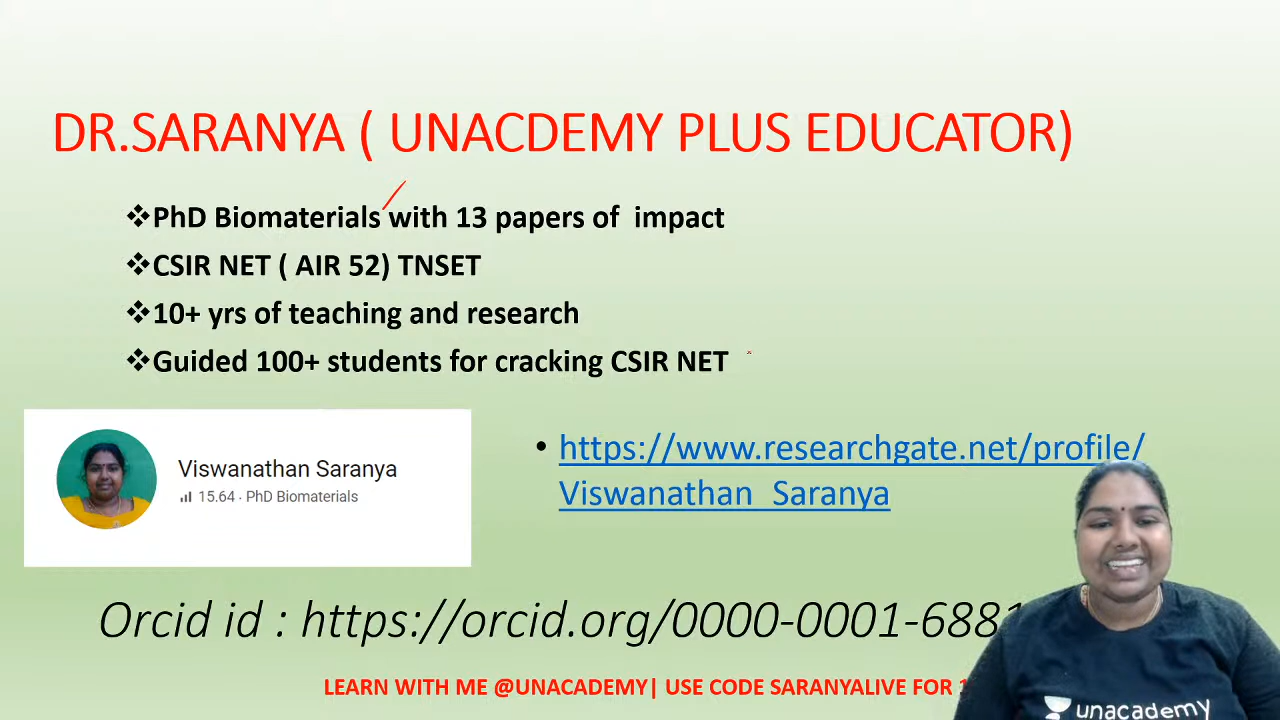 DR.SARANYA ( UNACDEMY PLUS EDUCATOR)
❖PhD Biomaterials with 13 papers of impact
❖CSIR NET ( AIR 52) TNSET
❖10+ yrs of teaching and research
❖Guided 100+ students for cracking CSIR NET
Viswanathan Saranya
15.64 · PhD Biomaterials
• https://www.researchgate.net/profile/
Viswanathan_Saranya
Orcid id : https://orcid.org/0000-0001-6881
LEARN WITH ME @UNACADEMY| USE CODE SARANYALIVE FOR 1
unacademy